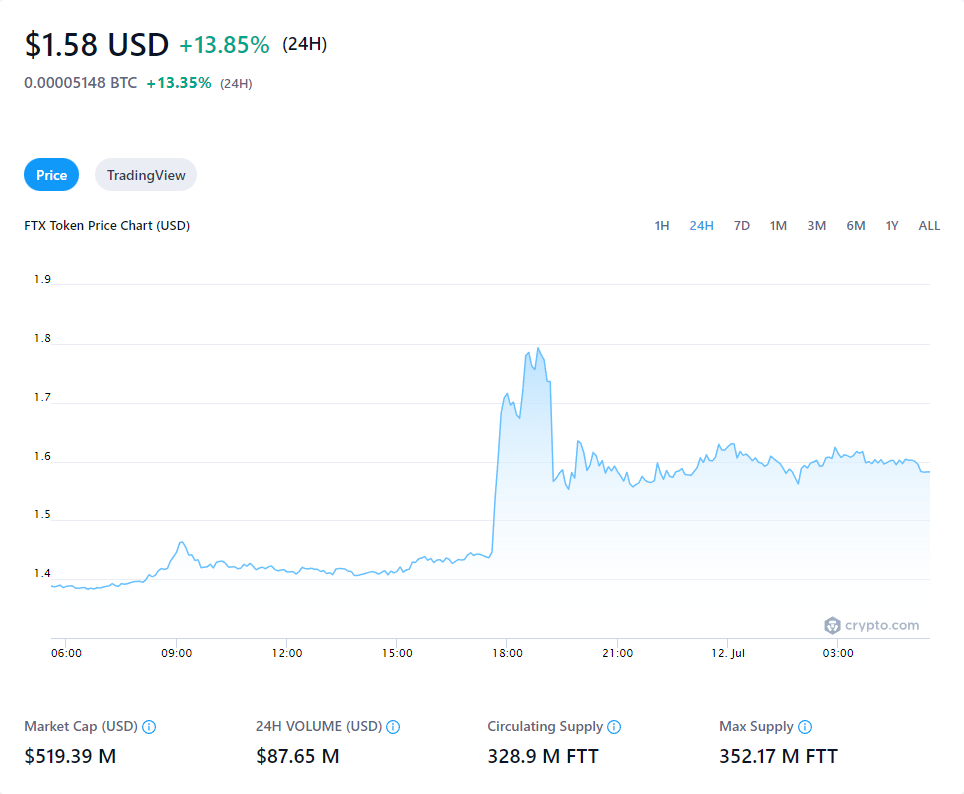 $1.58 USD +13.85% (24H)
0.00005148 BTC +13.35% (24H)
Price TradingView
FTX Token Price Chart (USD) 1H 24H 7D 1M 3M 6M 1Y ALL
1.9
1.8
1.7
1.6
1.5
1.4
crypto.com
06:00 09:00 12:00 15:00 18:00 21:00 12. Jul 03:00
Market Cap (USD) 24H VOLUME (USD) Circulating Supply Max Supply
$519.39 M $87.65 M 328.9 M FTT 352.17 M FTT